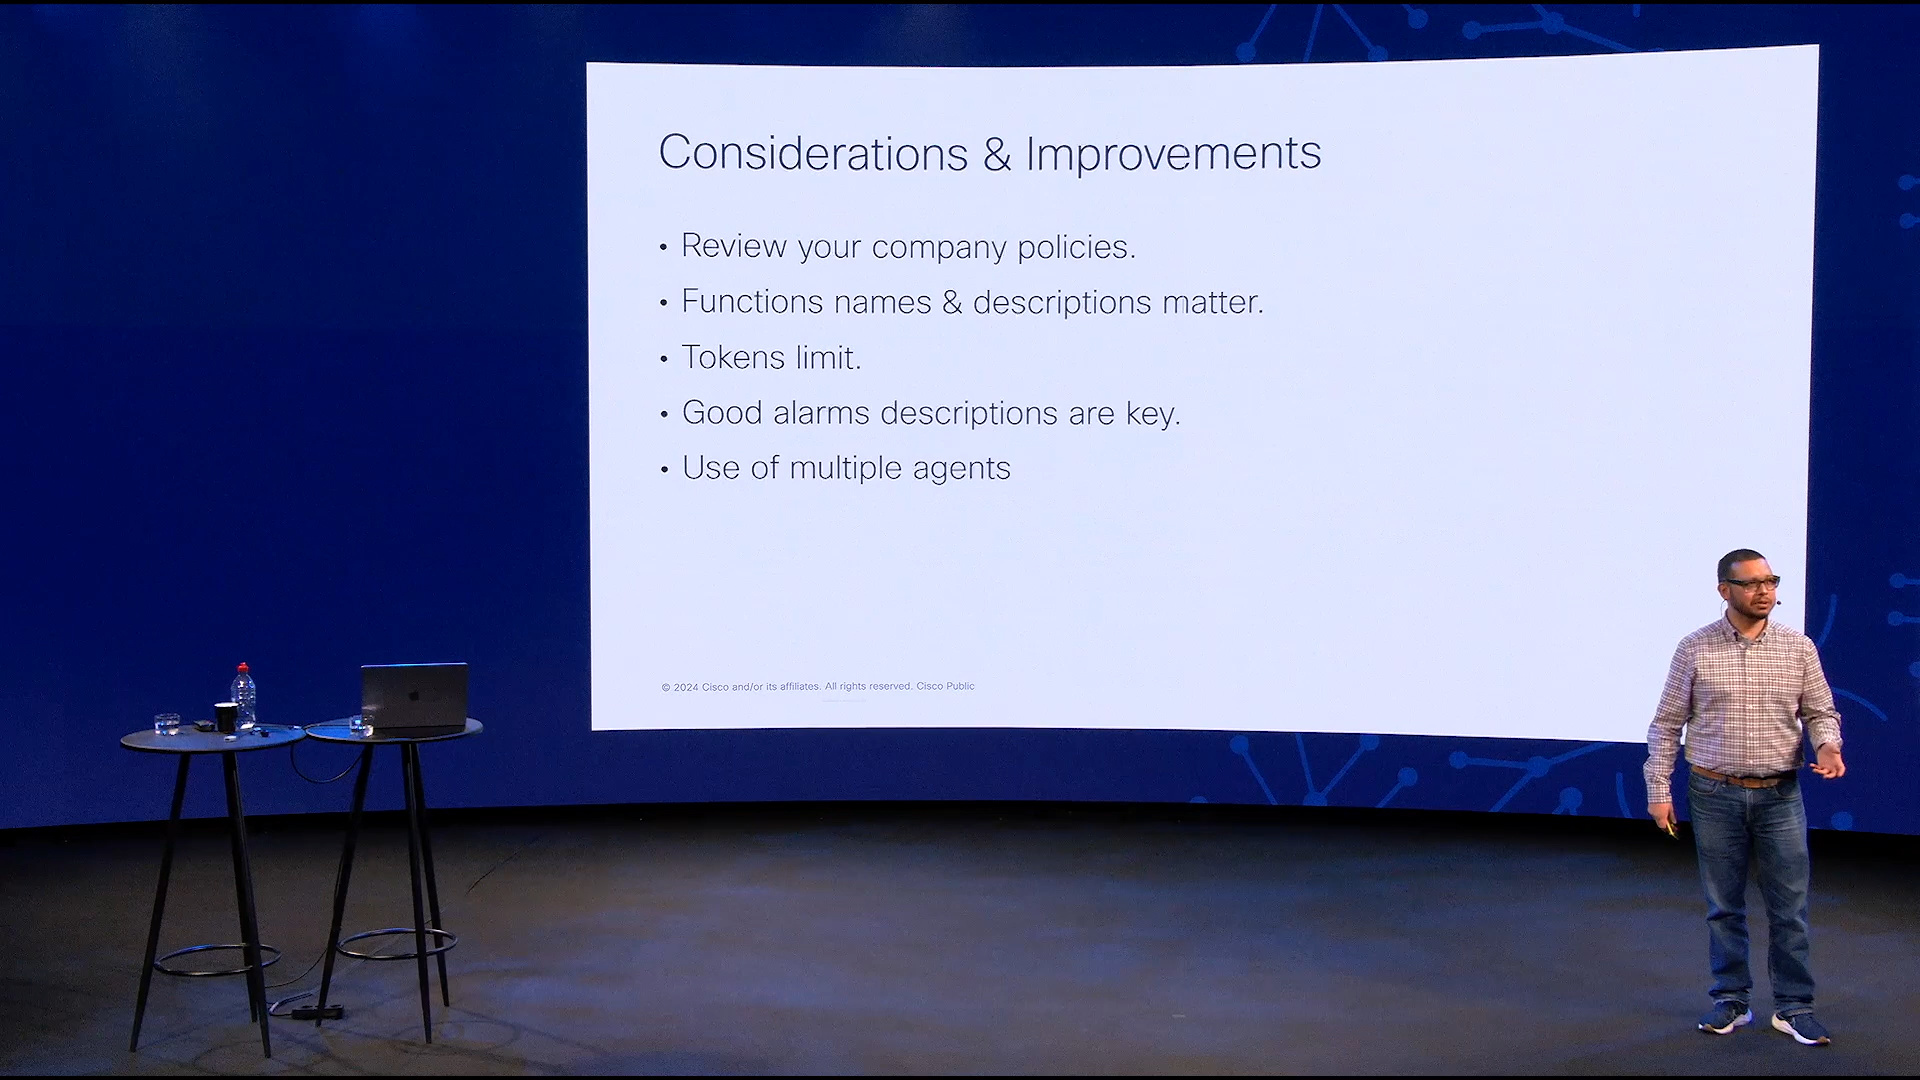 Considerations & Improvements
• Review your company policies.
• Functions names & descriptions matter.
• Tokens limit.
• Good alarms descriptions are key.
• Use of multiple agents
© 2024 Cisco and/or its affiliates. All rights reserved. Cisco Public